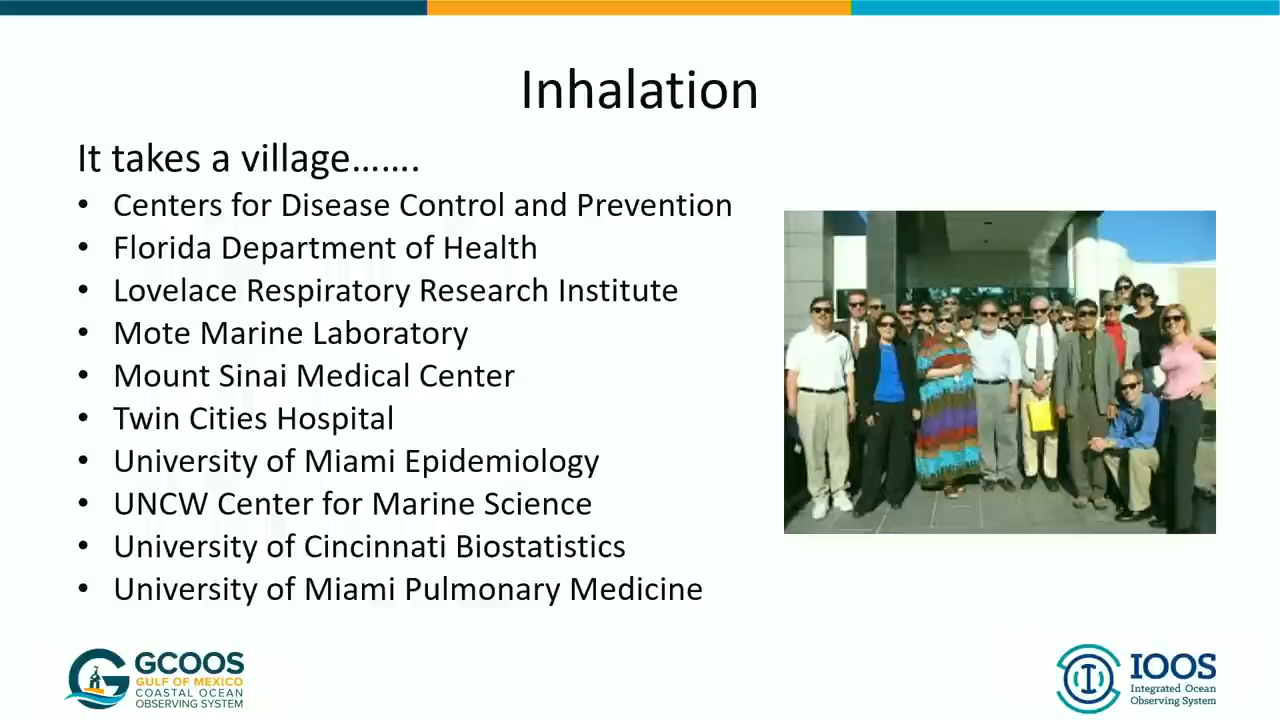 Inhalation
It takes a village…….
• Centers for Disease Control and Prevention
• Florida Department of Health
• Lovelace Respiratory Research Institute
• Mote Marine Laboratory
• Mount Sinai Medical Center
• Twin Cities Hospital
• University of Miami Epidemiology
• UNCW Center for Marine Science
• University of Cincinnati Biostatistics
• University of Miami Pulmonary Medicine
GCOOS
GULF OF MEXICO
COASTAL OCEAN
OBSERVING SYSTEM
IOOS
Integrated Ocean
Observing System